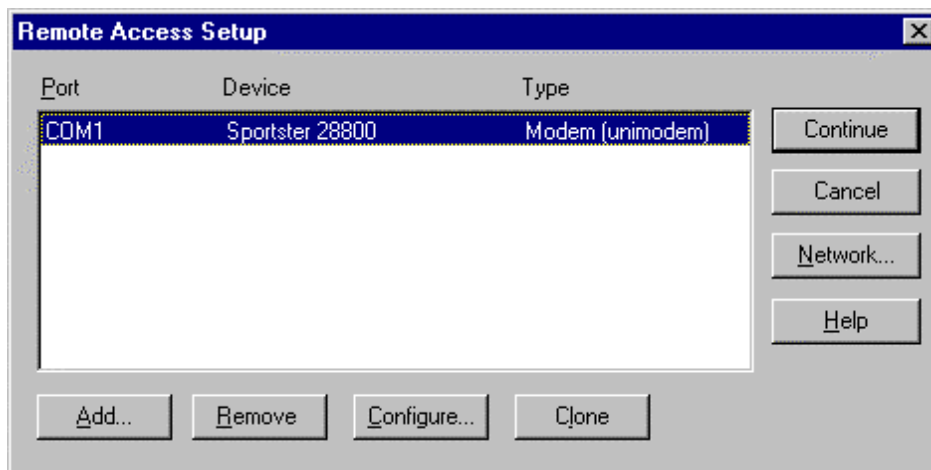 Remote Access Setup
Port Device Type
COM1 Sportster 28800 Modem (unimodem)
Continue
Cancel
Network...
Help
Add... Remove Configure... Clone